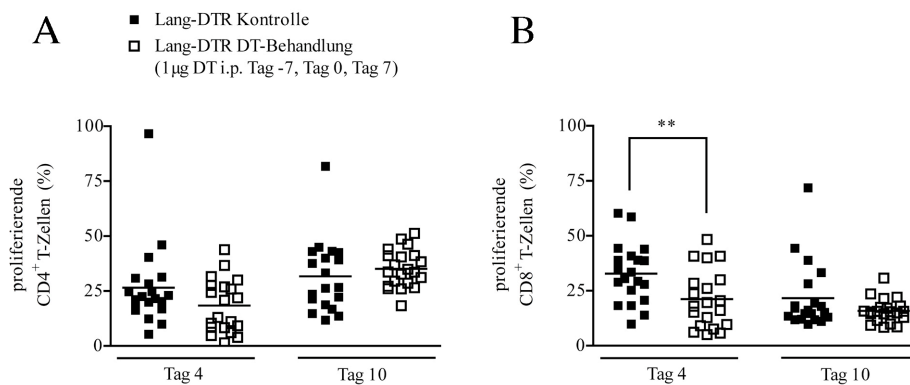 A
Lang-DTR Kontrolle
Lang-DTR DT-Behandlung
(1µg DT i.p. Tag -7, Tag 0, Tag 7)
proliferierende
CD4+ T-Zellen (%)
100
75
50
25
0
Tag 4
Tag 10
B
proliferierende
CD8+ T-Zellen (%)
100
75
50
25
0
**
Tag 4
Tag 10